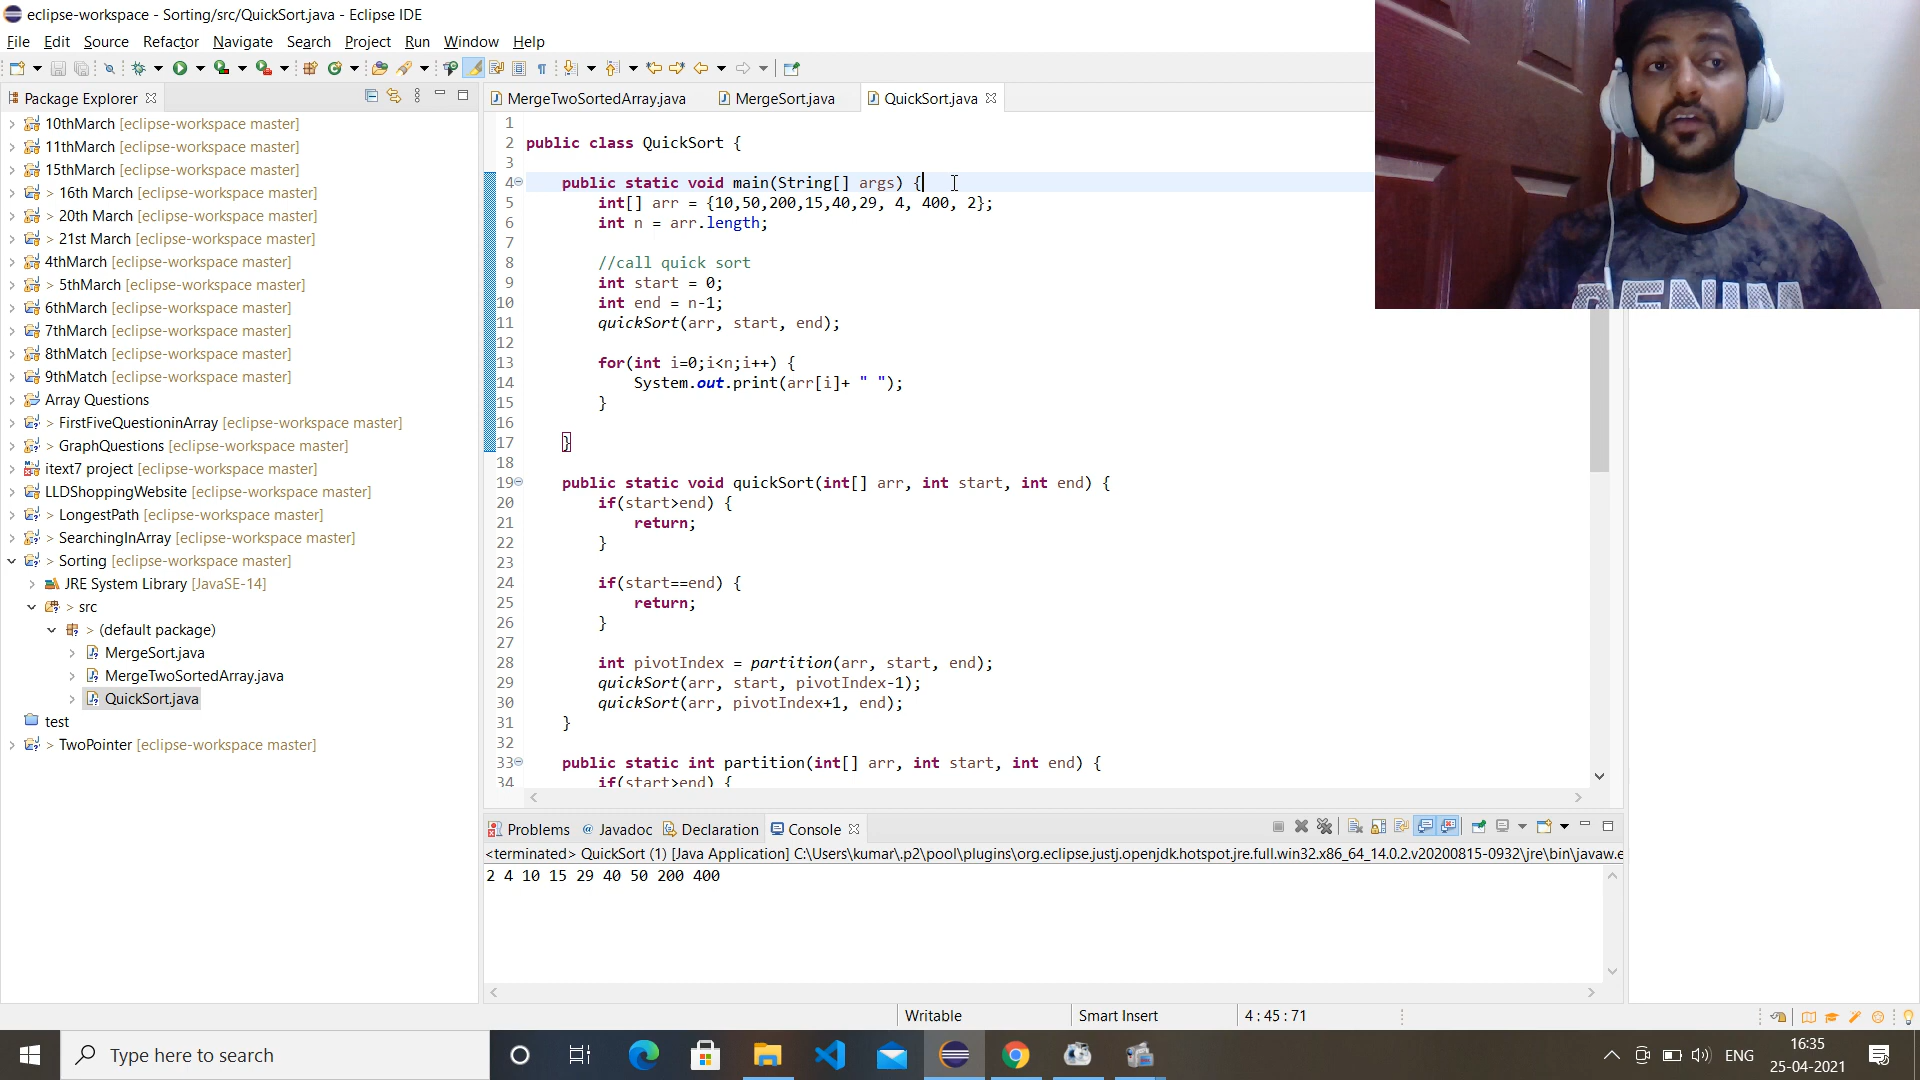 eclipse-workspace - Sorting/src/QuickSort.java - Eclipse IDE
File Edit Source Refactor Navigate Search Project Run Window Help
Package Explorer
MergeTwoSortedArray.java MergeSort.java QuickSort.java
10thMarch [eclipse-workspace master]
11thMarch [eclipse-workspace master]
15thMarch [eclipse-workspace master]
> 16th March [eclipse-workspace master]
> 20th March [eclipse-workspace master]
> 21st March [eclipse-workspace master]
4thMarch [eclipse-workspace master]
> 5thMarch [eclipse-workspace master]
6thMarch [eclipse-workspace master]
7thMarch [eclipse-workspace master]
8thMatch [eclipse-workspace master]
9thMatch [eclipse-workspace master]
Array Questions
> FirstFiveQuestioninArray [eclipse-workspace master]
> GraphQuestions [eclipse-workspace master]
itext7 project [eclipse-workspace master]
LLDShoppingWebsite [eclipse-workspace master]
> LongestPath [eclipse-workspace master]
> SearchingInArray [eclipse-workspace master]
> Sorting [eclipse-workspace master]
JRE System Library [JavaSE-14]
> src
> (default package)
MergeSort.java
MergeTwoSortedArray.java
QuickSort.java
test
> TwoPointer [eclipse-workspace master]
1
2 public class QuickSort {
3
4 public static void main(String[] args) {
5 int[] arr = {10,50,200,15,40,29, 4, 400, 2};
6 int n = arr.length;
7
8 //call quick sort
9 int start = 0;
10 int end = n-1;
11 quickSort(arr, start, end);
12
13 for(int i=0;i<n;i++) {
14 System.out.print(arr[i]+ " ");
15 }
16
17 }
18
19 public static void quickSort(int[] arr, int start, int end) {
20 if(start>end) {
21 return;
22 }
23
24 if(start==end) {
25 return;
26 }
27
28 int pivotIndex = partition(arr, start, end);
29 quickSort(arr, start, pivotIndex-1);
30 quickSort(arr, pivotIndex+1, end);
31 }
32
33 public static int partition(int[] arr, int start, int end) {
34 if(start>end) {
DENIM
Problems Javadoc Declaration Console
<terminated> QuickSort (1) [Java Application] C:\Users\kumar\.p2\pool\plugins\org.eclipse.justj.openjdk.hotspot.jre.full.win32.x86_64_14.0.2.v20200815-0932\jre\bin\javaw.e
2 4 10 15 29 40 50 200 400
Writable Smart Insert 4 : 45 : 71
Type here to search
ENG
16:35
25-04-2021